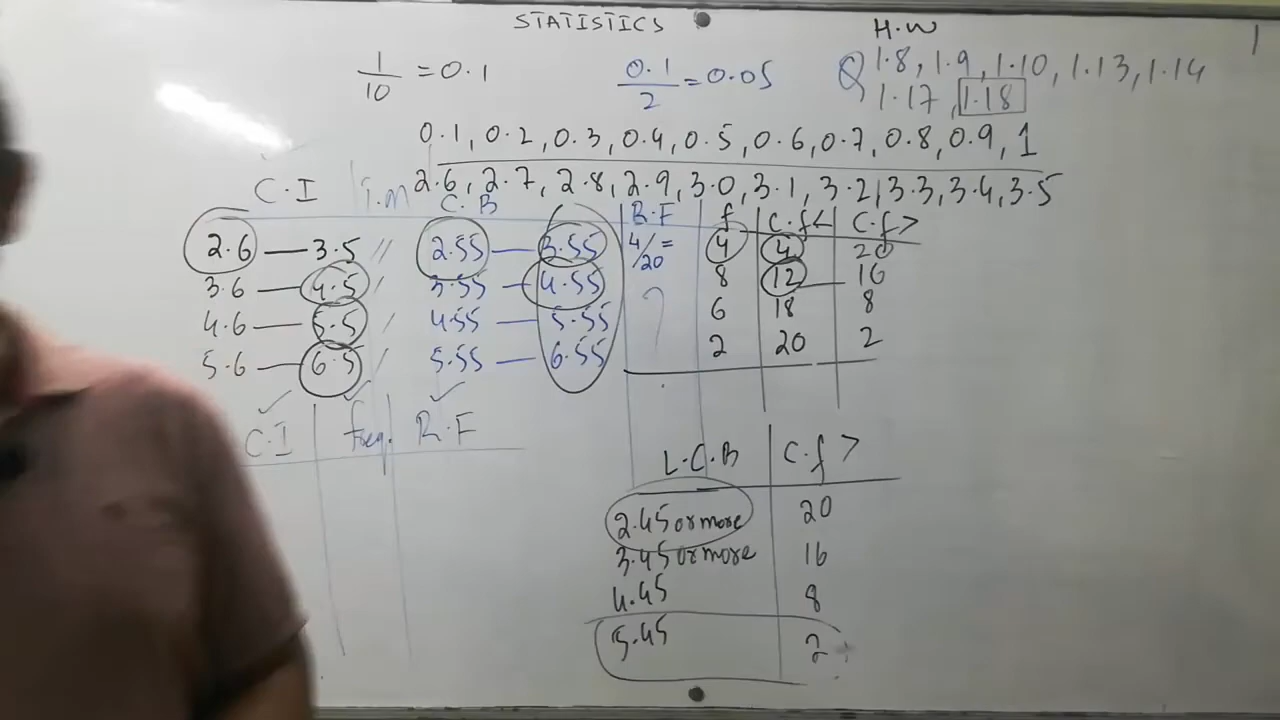 STATISTICS
H.W
1/10 = 0.1
0.1/2 = 0.05
Q 1.8, 1.9, 1.10, 1.13, 1.14
1.17, 1.18
0.1, 0.2, 0.3, 0.4, 0.5, 0.6, 0.7, 0.8, 0.9, 1
2.6, 2.7, 2.8, 2.9, 3.0, 3.1, 3.2, 3.3, 3.4, 3.5
C.I C.B R.F f C.f< C.f>
2.6 — 3.5 // 2.55 — 3.55 4/20 = 4 4 20
3.6 — 4.5 / 3.55 — 4.55 8 12 16
4.6 — 5.5 / 4.55 — 5.55 6 18 8
5.6 — 6.5 / 5.55 — 6.55 2 20 2
✓ ✓ ✓
C.I Freq. R.F
L.C.B C.f >
2.45 or more 20
3.45 or more 16
4.45 8
5.45 2